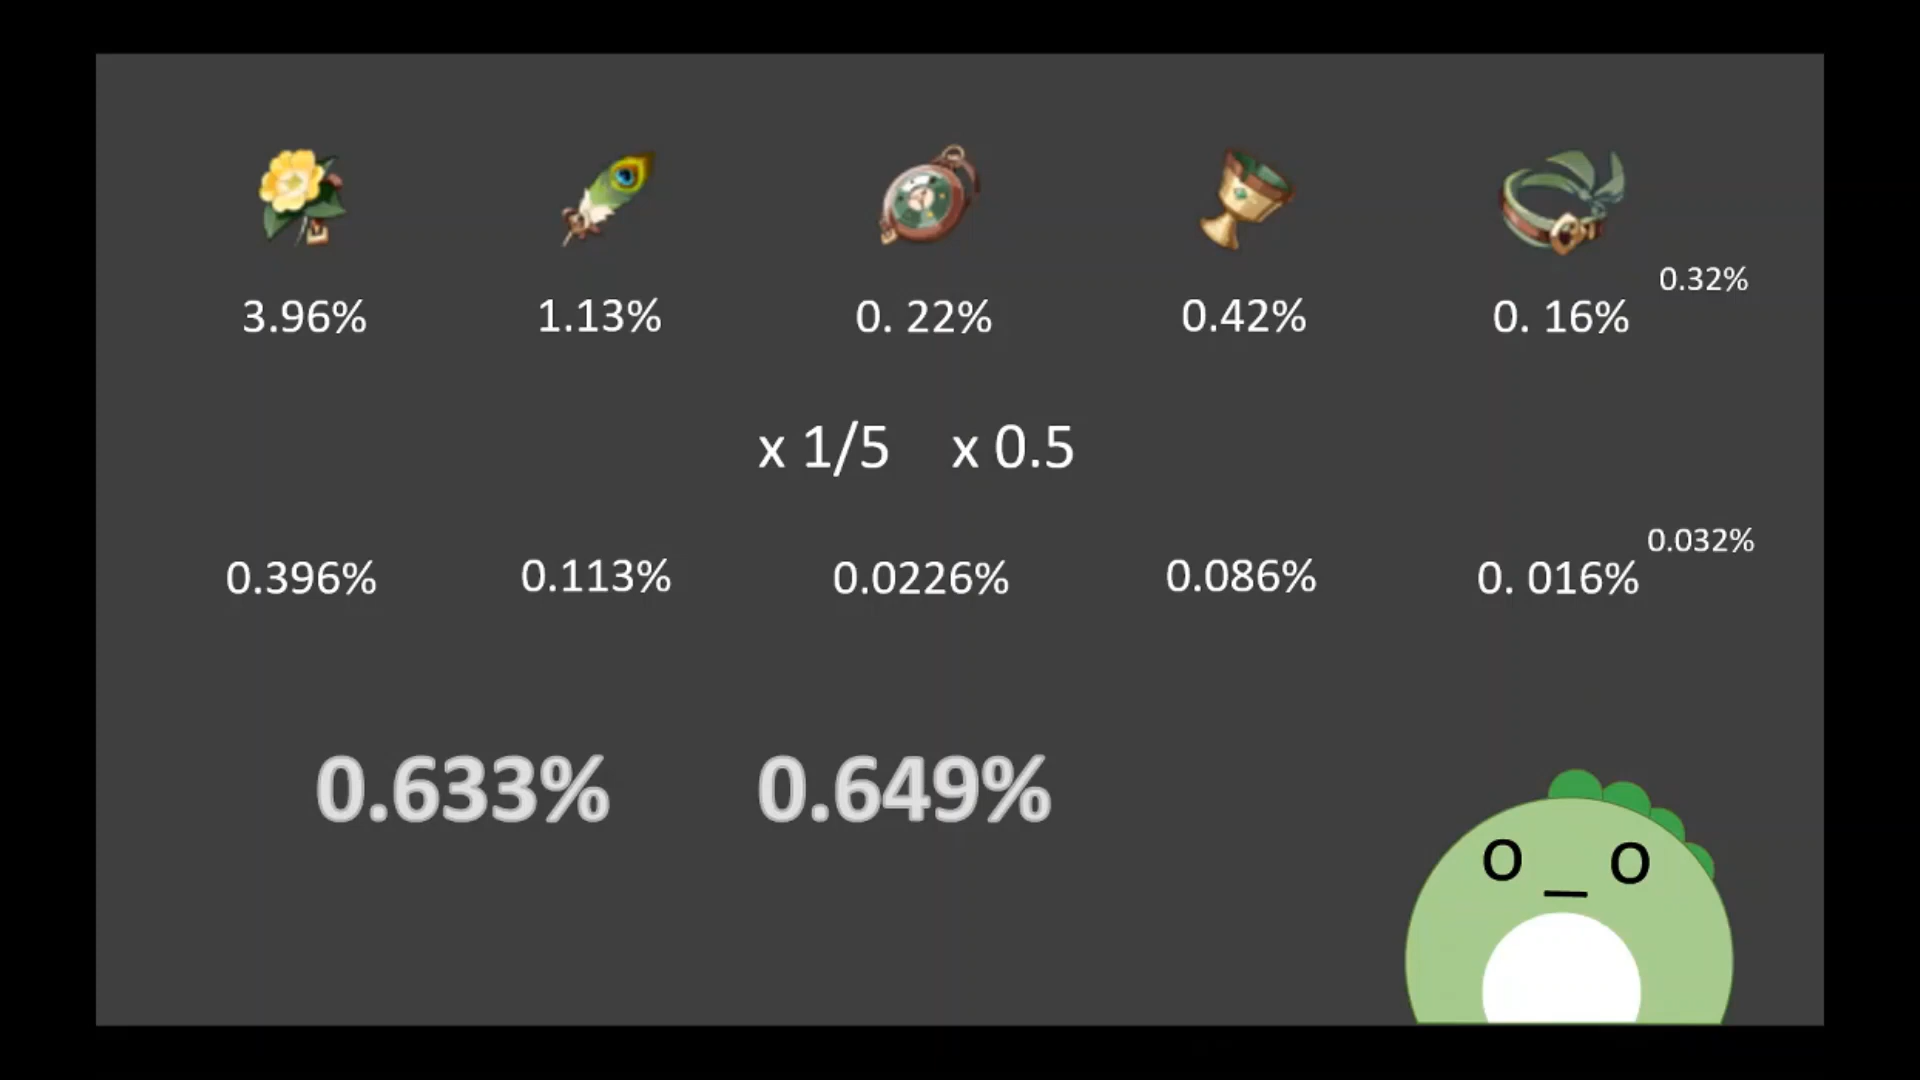 0.32%
3.96% 1.13% 0. 22% 0.42% 0. 16%
x 1/5 x 0.5
0.032%
0.396% 0.113% 0.0226% 0.086% 0. 016%
0.633% 0.649%
O _ O